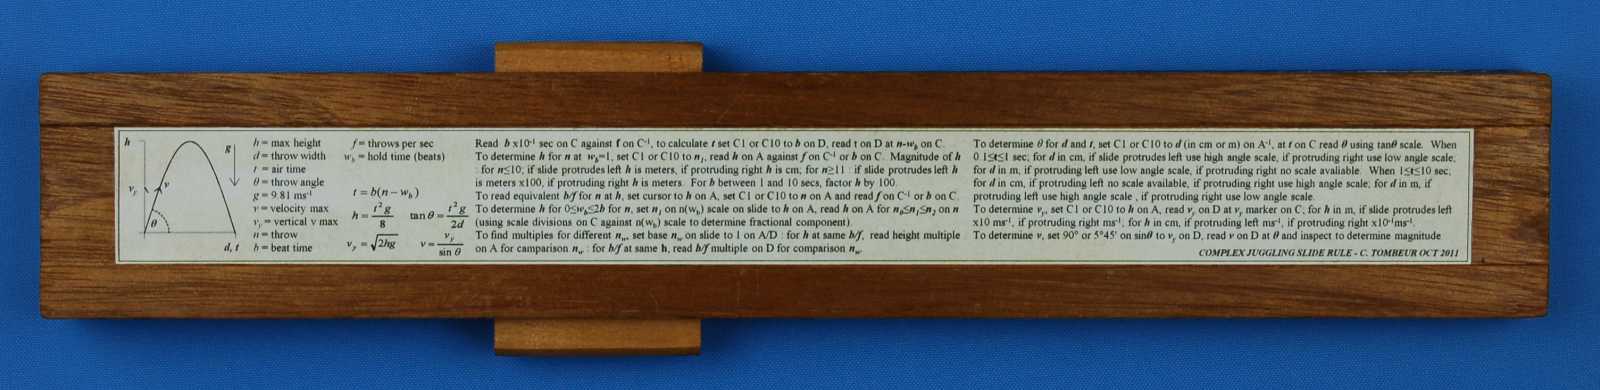 h
g
v_y
v
θ
d, t
h = max height
d = throw width
t = air time
θ = throw angle
g = 9.81 ms⁻¹
v = velocity max
v_y = vertical v max
n = throw
b = beat time
f = throws per sec
w_h = hold time (beats)
t = b(n − w_h)
h = t² g / 8
tan θ = t² g / 2d
v_y = √2hg
v = v_y / sin θ
Read b x10⁻¹ sec on C against f on C⁻¹, to calculate t set C1 or C10 to b on D, read t on D at n-w_h on C.
To determine h for n at w_h=1, set C1 or C10 to n₁, read h on A against f on C⁻¹ or b on C. Magnitude of h
: for n≤10; if slide protrudes left h is meters, if protruding right h is cm; for n≥11 : if slide protrudes left h
is meters x100, if protruding right h is meters. For b between 1 and 10 secs, factor h by 100.
To read equivalent b/f for n at h, set cursor to h on A, set C1 or C10 to n on A and read f on C⁻¹ or b on C.
To determine h for 0≤w_h≤2b for n, set n₁ on n(w_h) scale on slide to h on A, read h on A for n₀≤n₁≤n₂ on n
(using scale divisions on C against n(w_h) scale to determine fractional component).
To find multiples for different n_w, set base n_w on slide to 1 on A/D : for h at same b/f, read height multiple
on A for camparison n_w : for b/f at same h, read b/f multiple on D for comparison n_w.
To determine θ for d and t, set C1 or C10 to d (in cm or m) on A⁻¹, at t on C read θ using tanθ scale. When
0.1≤t≤1 sec; for d in cm, if slide protrudes left use high angle scale, if protruding right use low angle scale;
for d in m, if protruding left use low angle scale, if protruding right no scale avaliable. When 1≤t≤10 sec;
for d in cm, if protruding left no scale available, if protruding right use high angle scale; for d in m, if
protruding left use high angle scale , if protruding right use low angle scale.
To determine v_y, set C1 or C10 to h on A, read v_y on D at v_y marker on C; for h in m, if slide protrudes left
x10 ms⁻¹, if protruding right ms⁻¹; for h in cm, if protruding left ms⁻¹, if protruding right x10⁻¹ms⁻¹.
To determine v, set 90° or 5°45' on sinθ to v_y on D, read v on D at θ and inspect to determine magnitude
COMPLEX JUGGLING SLIDE RULE - C. TOMBEUR OCT 2011